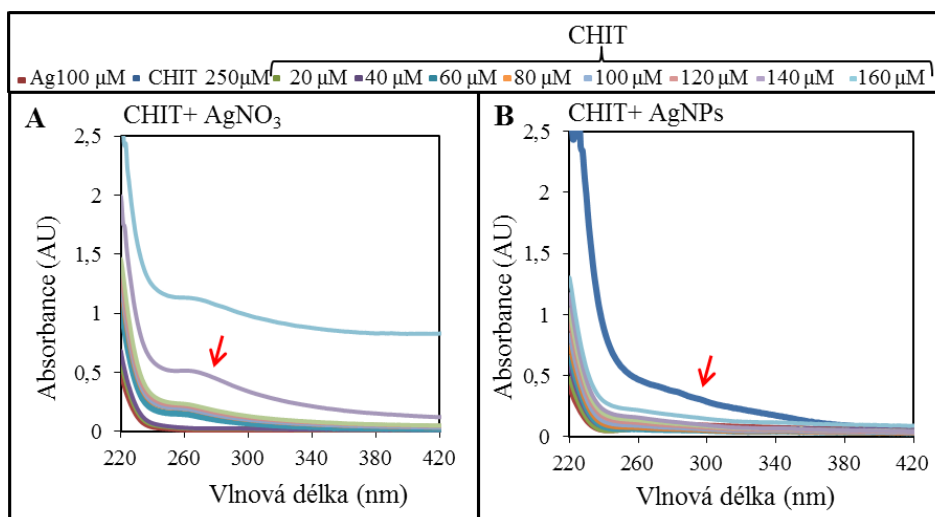 CHIT
Ag100 µM CHIT 250µM 20 µM 40 µM 60 µM 80 µM 100 µM 120 µM 140 µM 160 µM
A CHIT+ AgNO₃
2,5
2
1,5
1
0,5
0
Absorbance (AU)
220 260 300 340 380 420
Vlnová délka (nm)
B CHIT+ AgNPs
2,5
2
1,5
1
0,5
0
Absorbance (AU)
220 260 300 340 380 420
Vlnová délka (nm)